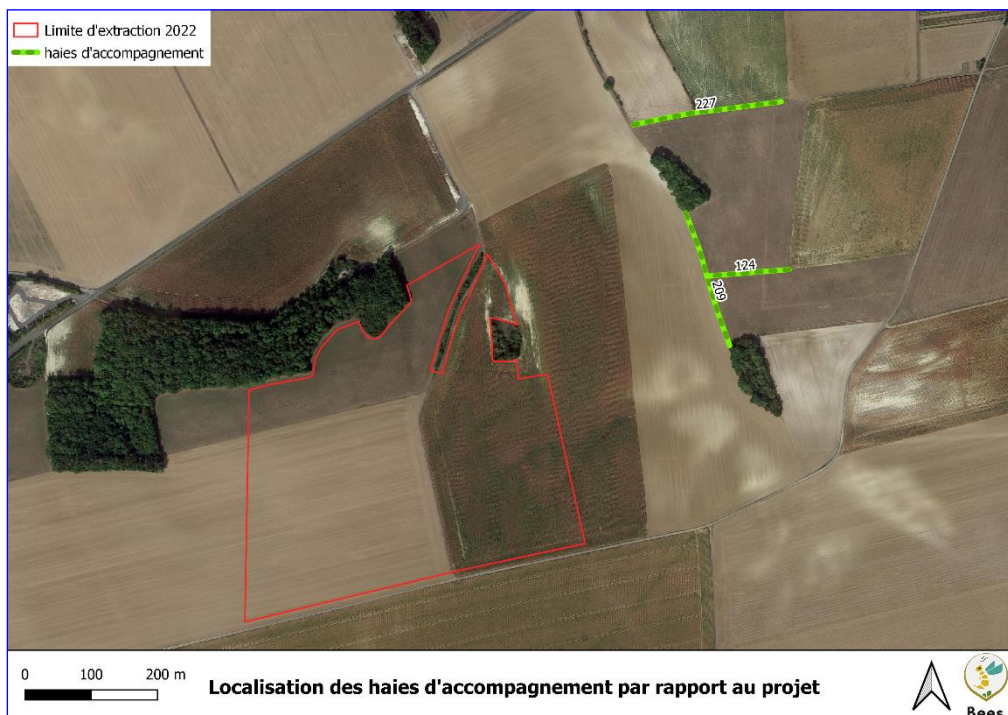 Limite d'extraction 2022
haies d'accompagnement
227
124
209
0 100 200 m
Localisation des haies d'accompagnement par rapport au projet
Bees